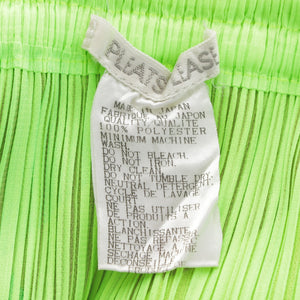 PLEATS PLEASE
MADE IN JAPAN
FABRIQUE AU JAPON
QUALITY/QUALITE
100% POLYESTER
MINIMUM MACHINE
WASH.
DO NOT BLEACH.
DO NOT IRON.
DRY CLEAN.
DO NOT TUMBLE DRY.
NEUTRAL DETERGENT.
CYCLE DE LAVAGE
COURT
NE PAS UTILISER
DE PRODUITS A
ACTION.
BLANCHISSANTE.
NE PAS REPASSER.
NETTOYAGE A
SEC MACHINE
DECONSEILLE